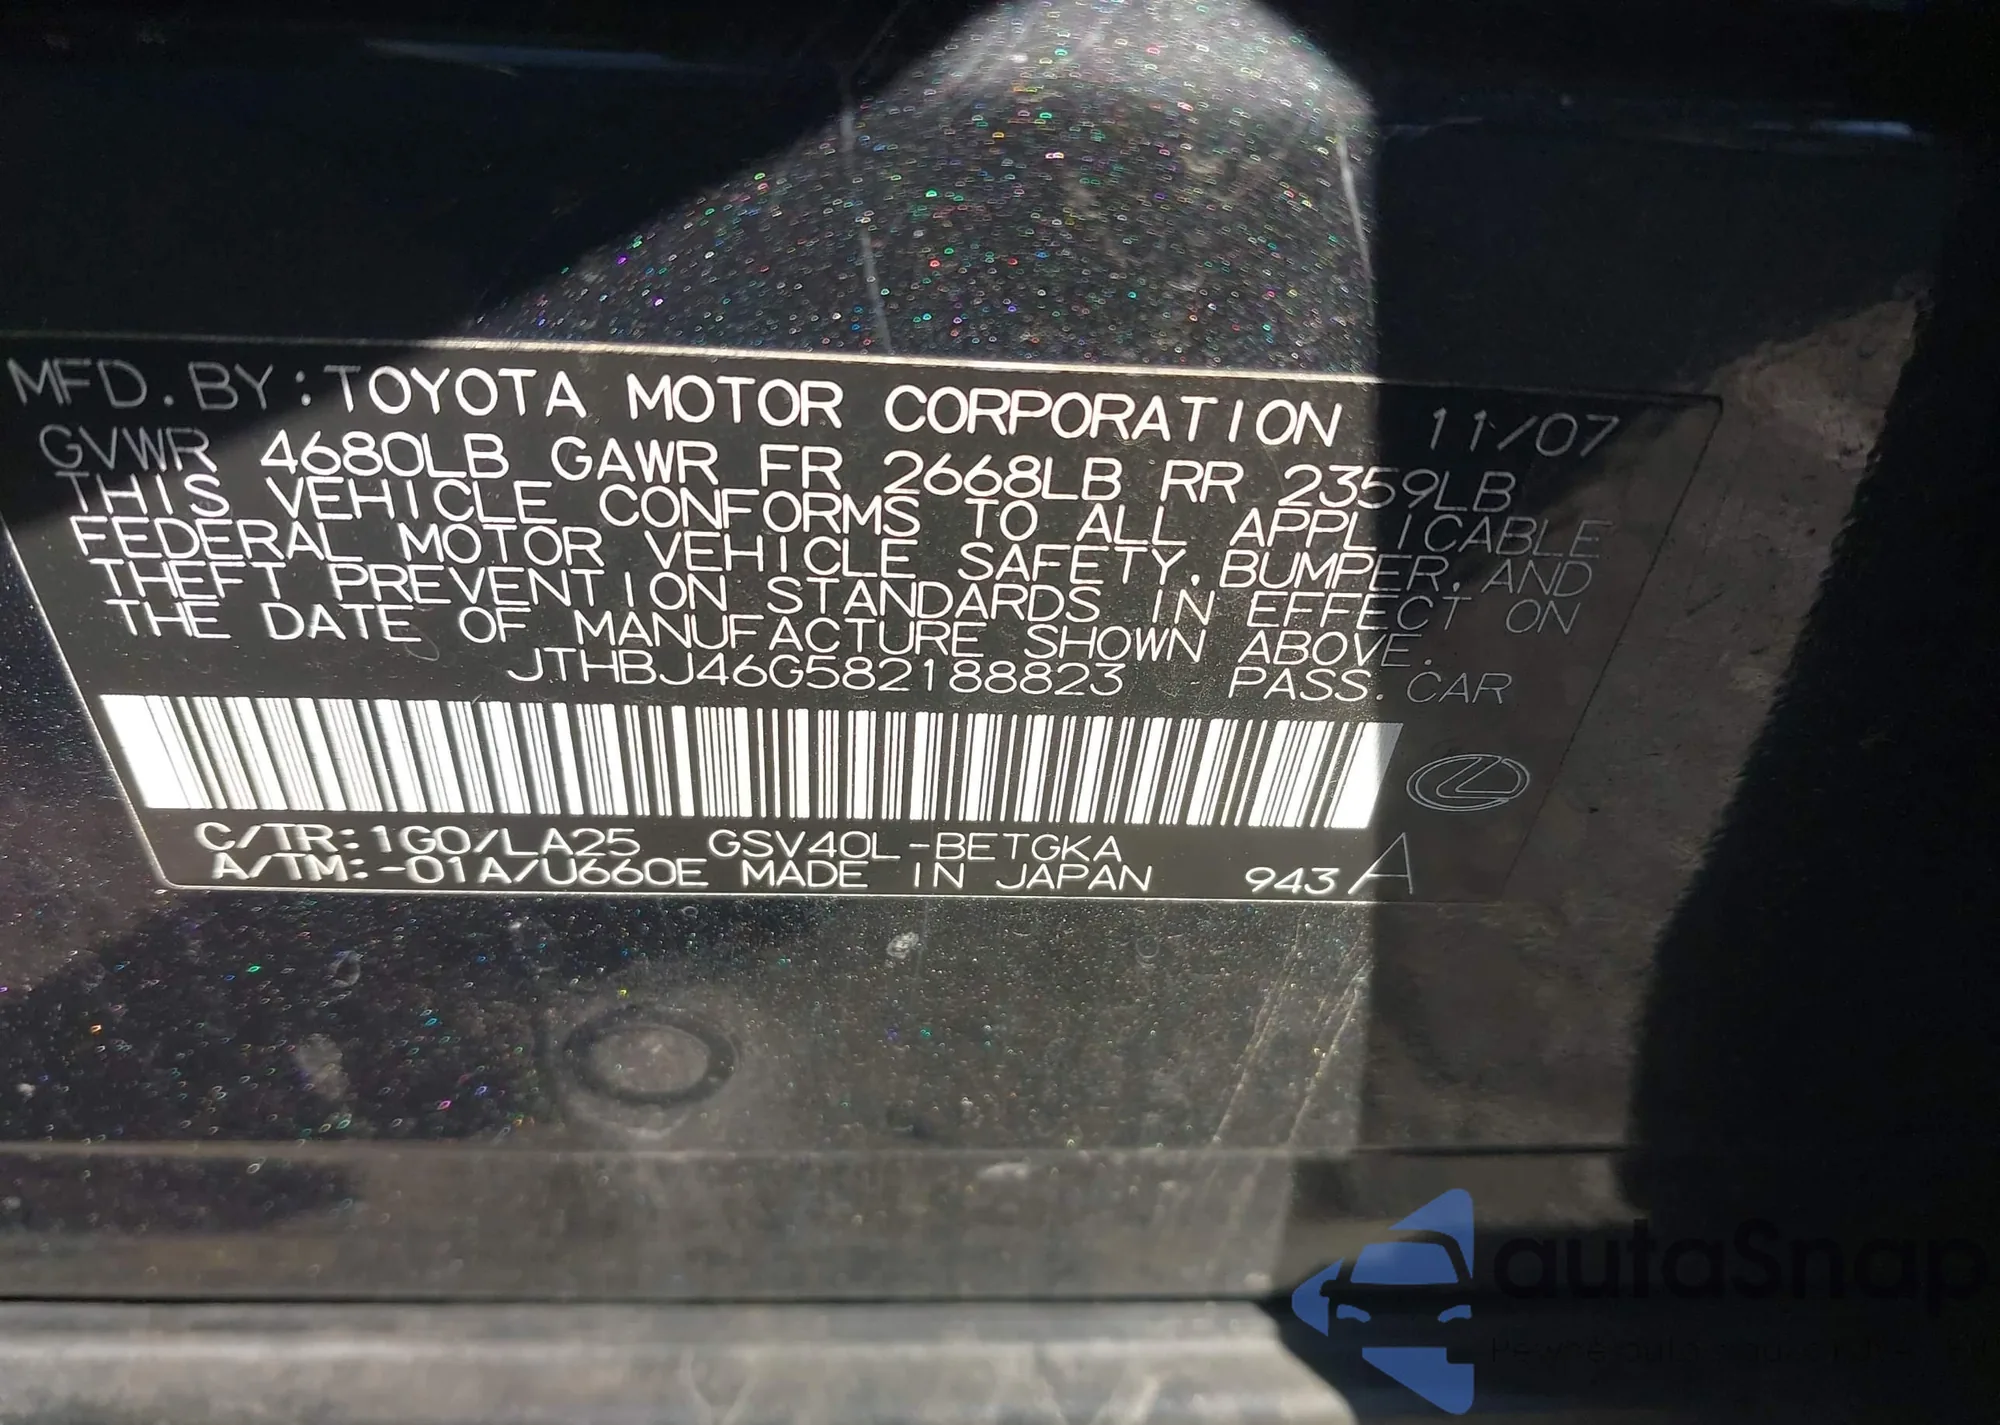 MFD. BY: TOYOTA MOTOR CORPORATION 11/07
GVWR 4680LB GAWR FR 2668LB RR 2359LB
THIS VEHICLE CONFORMS TO ALL APPLICABLE
FEDERAL MOTOR VEHICLE SAFETY, BUMPER, AND
THEFT PREVENTION STANDARDS IN EFFECT ON
THE DATE OF MANUFACTURE SHOWN ABOVE.
JTHBJ46G582188823 PASS. CAR
C/TR:1G0/LA25 GSV40L-BETGKA
A/TM:-01A/U660E MADE IN JAPAN 943A
autaSnap